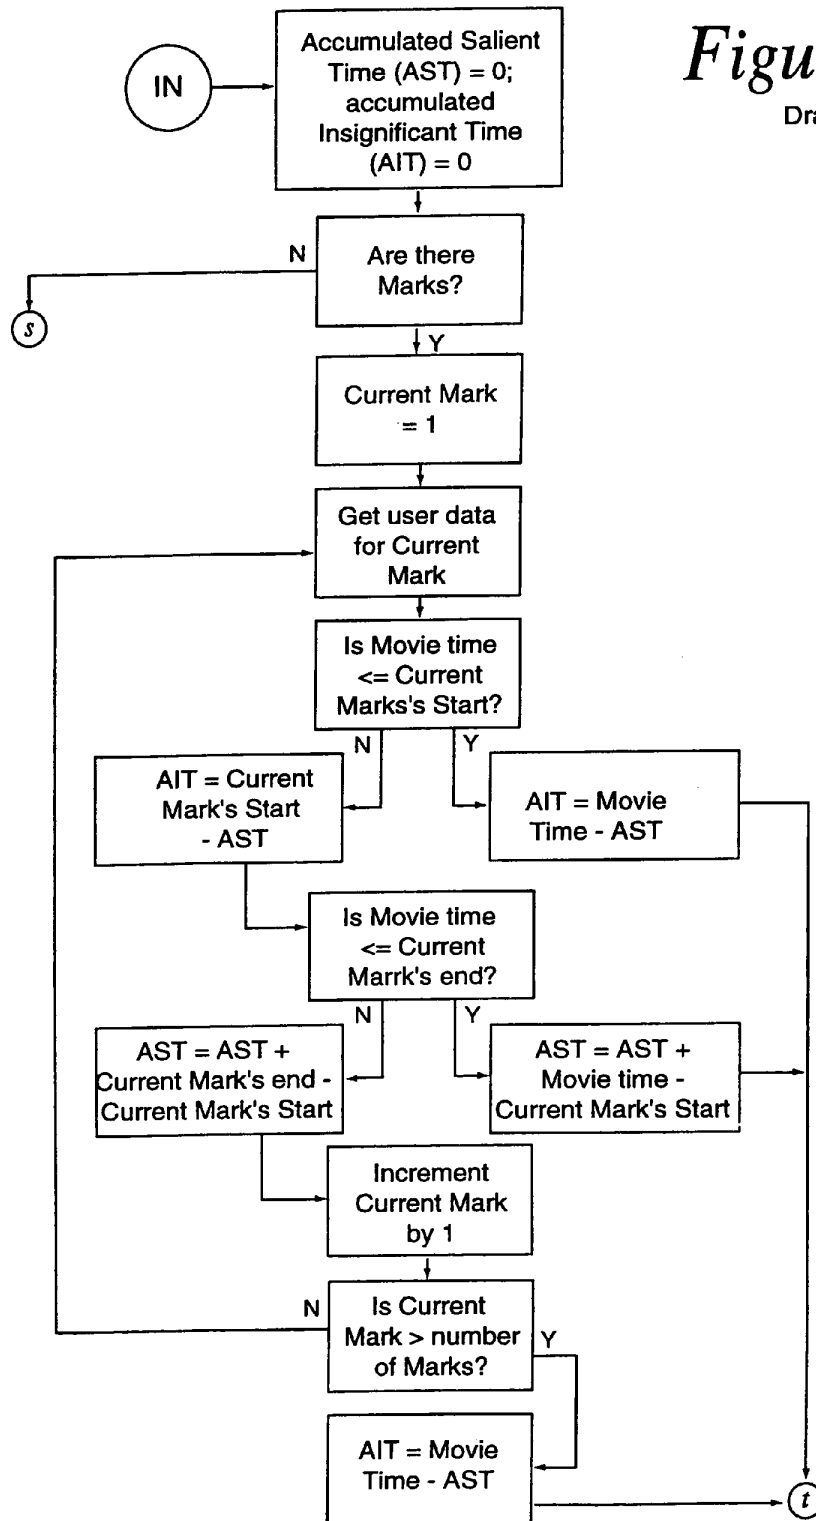 Figu
Dra
IN
Accumulated Salient
Time (AST) = 0;
accumulated
Insignificant Time
(AIT) = 0
N
Are there
Marks?
s
Y
Current Mark
= 1
Get user data
for Current
Mark
Is Movie time
<= Current
Marks's Start?
N
Y
AIT = Current
Mark's Start
- AST
AIT = Movie
Time - AST
Is Movie time
<= Current
Marrk's end?
N
Y
AST = AST +
Current Mark's end -
Current Mark's Start
AST = AST +
Movie time -
Current Mark's Start
Increment
Current Mark
by 1
N
Is Current
Mark > number
of Marks?
Y
AIT = Movie
Time - AST
t